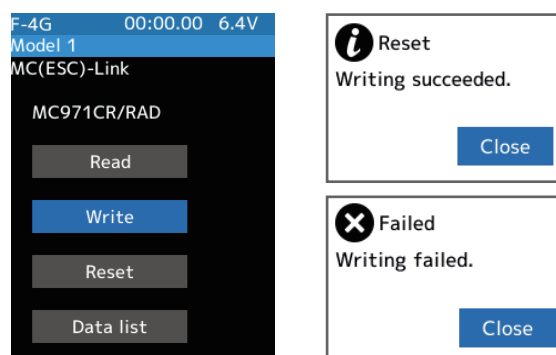 F-4G 00:00.00 6.4V
Model 1
MC(ESC)-Link
MC971CR/RAD
Read
Write
Reset
Data list
Reset
Writing succeeded.
Close
Failed
Writing failed.
Close